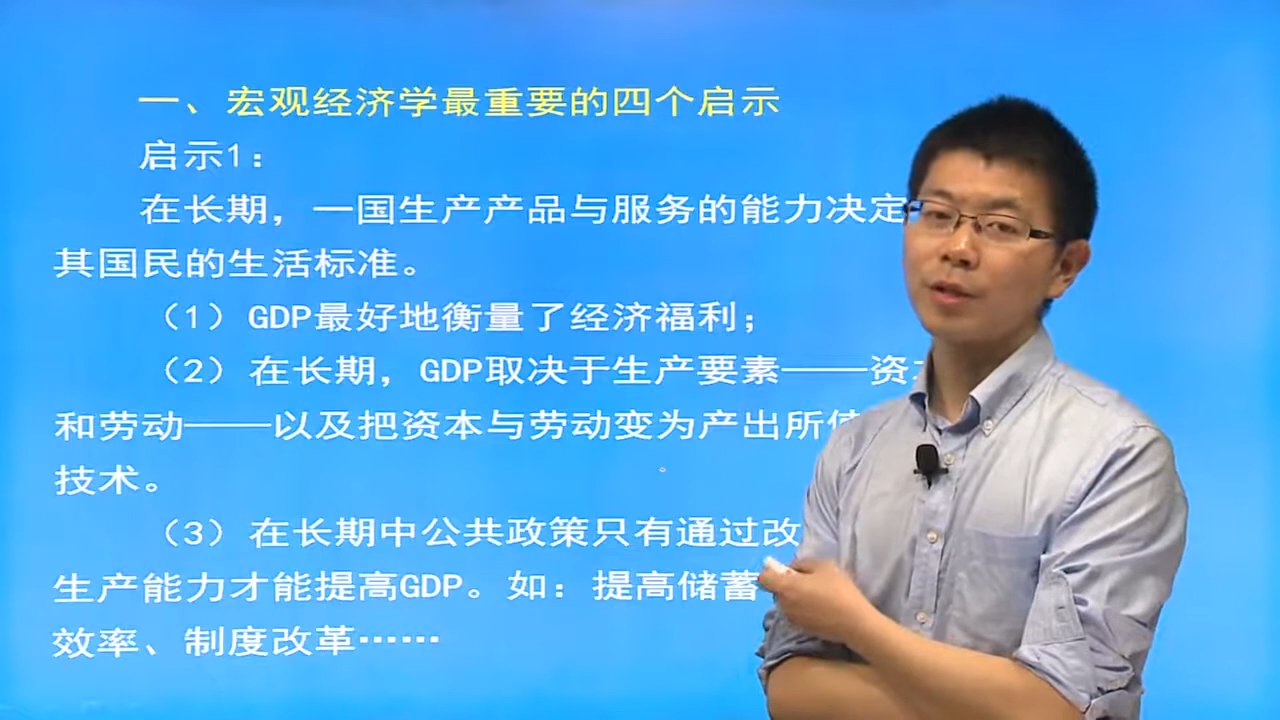 一、宏观经济学最重要的四个启示
启示1：
在长期，一国生产产品与服务的能力决定
其国民的生活标准。
（1）GDP最好地衡量了经济福利；
（2）在长期，GDP取决于生产要素——资
和劳动——以及把资本与劳动变为产出所
技术。
（3）在长期中公共政策只有通过改
生产能力才能提高GDP。如：提高储蓄
效率、制度改革……